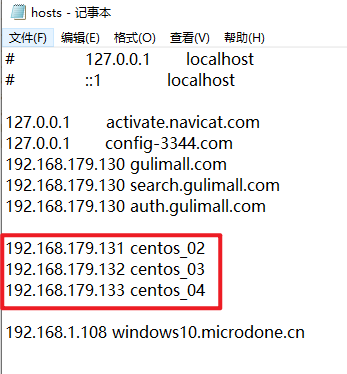 hosts - 记事本
文件(F) 编辑(E) 格式(O) 查看(V) 帮助(H)
# 127.0.0.1 localhost
# ::1 localhost
127.0.0.1 activate.navicat.com
127.0.0.1 config-3344.com
192.168.179.130 gulimall.com
192.168.179.130 search.gulimall.com
192.168.179.130 auth.gulimall.com
192.168.179.131 centos_02
192.168.179.132 centos_03
192.168.179.133 centos_04
192.168.1.108 windows10.microdone.cn